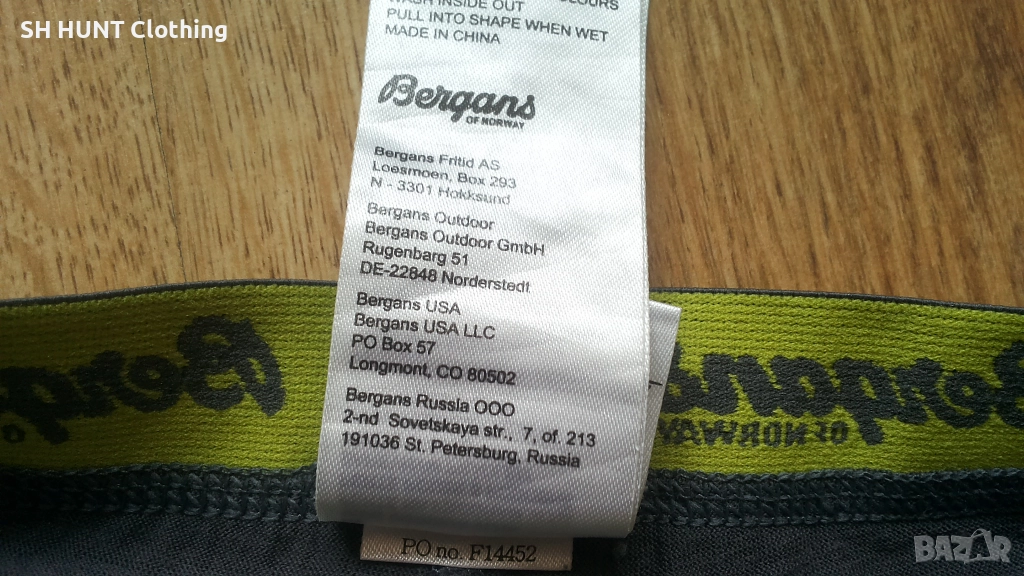 SH HUNT Clothing
WASH INSIDE OUT
PULL INTO SHAPE WHEN WET
MADE IN CHINA
Bergans
OF NORWAY
Bergans Fritid AS
Loesmoen, Box 293
N - 3301 Hokksund
Bergans Outdoor
Bergans Outdoor GmbH
Rugenbarg 51
DE-22848 Norderstedt
Bergans USA
Bergans USA LLC
PO Box 57
Longmont, CO 80502
Bergans Russia OOO
2-nd Sovetskaya str., 7, of. 213
191036 St. Petersburg, Russia
PO no. F14452
Bergans
OF NORWAY
BAZAR